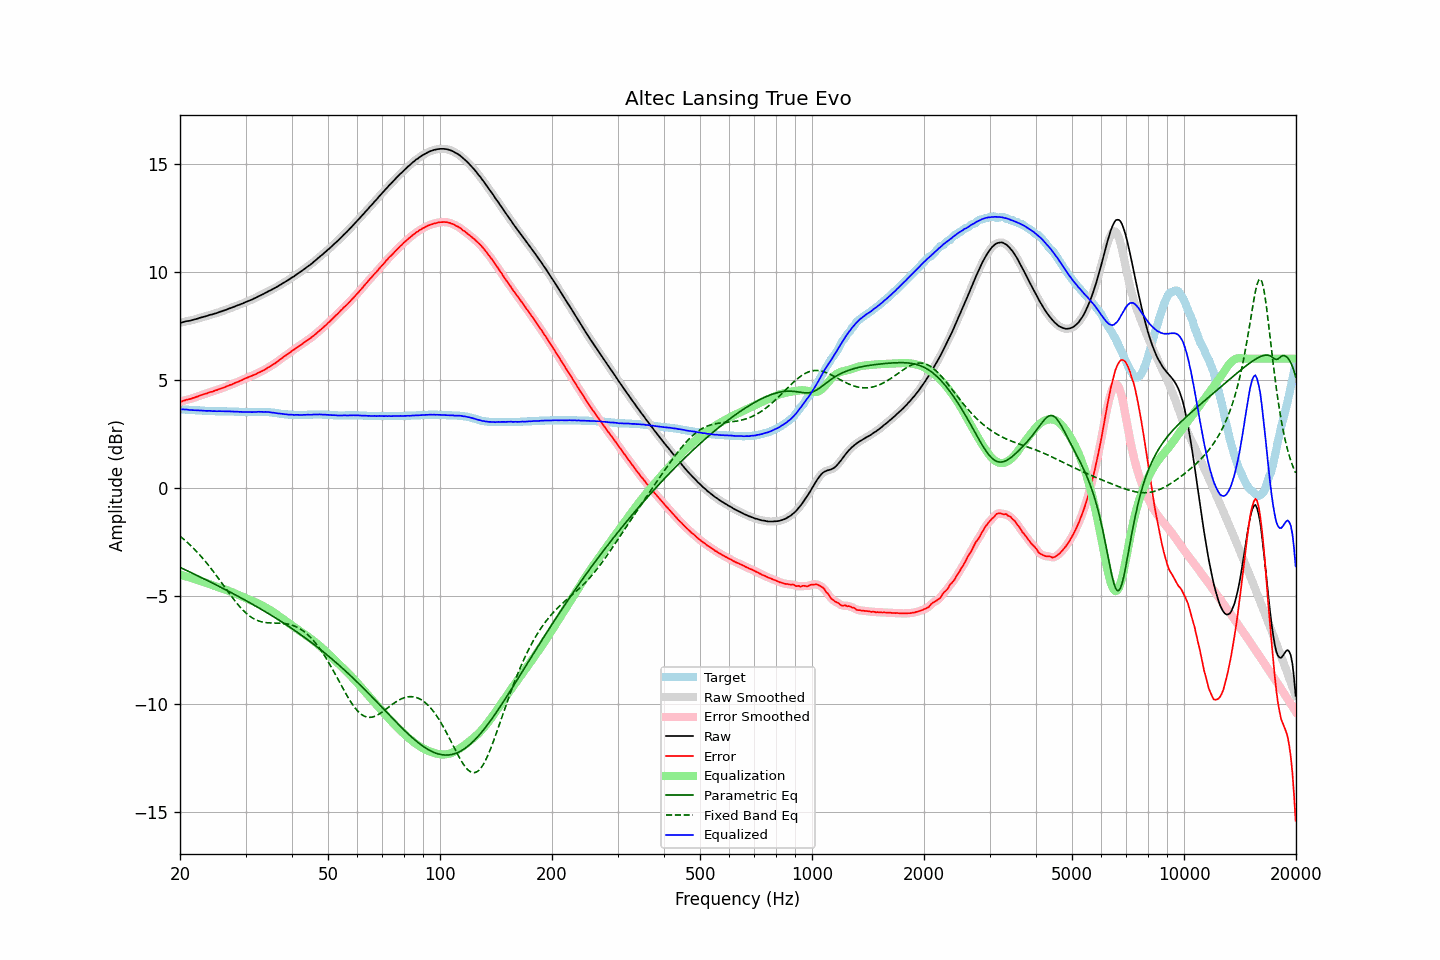 Altec Lansing True Evo
Amplitude (dBr)
15
10
5
0
−5
−10
−15
Target
Raw Smoothed
Error Smoothed
Raw
Error
Equalization
Parametric Eq
Fixed Band Eq
Equalized
20 50 100 200 500 1000 2000 5000 10000 20000
Frequency (Hz)